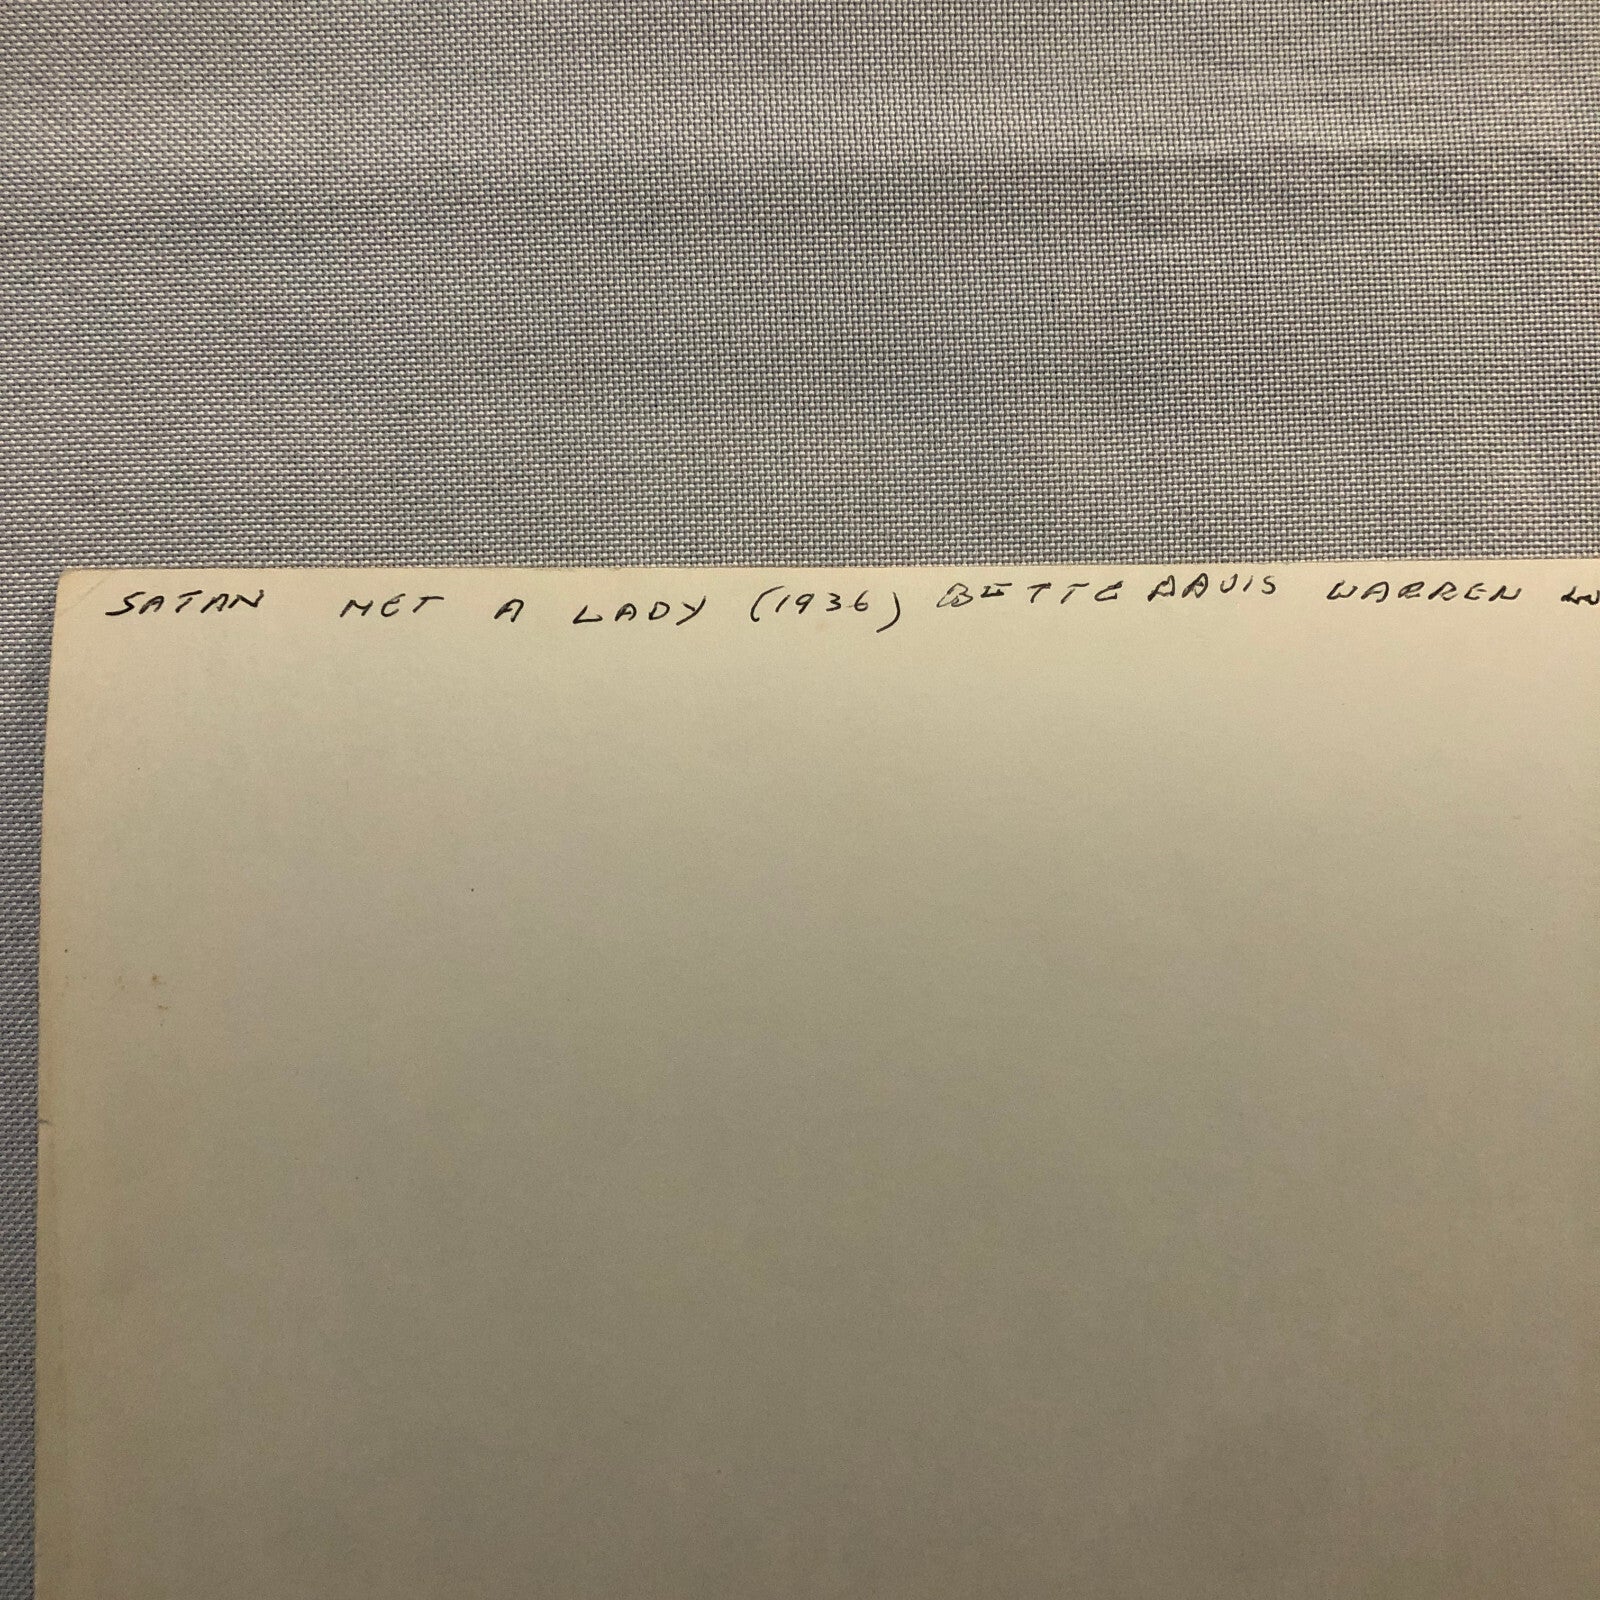 SATAN MET A LADY (1936) BETTE DAVIS WARREN